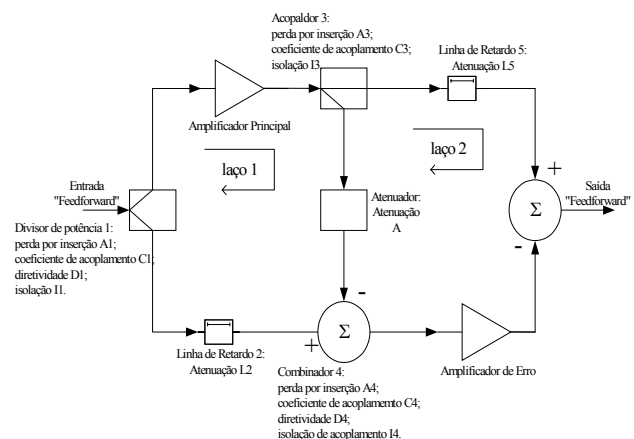 Acopaldor 3:
perda por inserção A3;
coeficiente de acoplamento C3;
isolação I3.
Linha de Retardo 5:
Atenuação L5
Amplificador Principal
laço 1
laço 2
+
Entrada
"Feedforward"
Saída
"Feedforward"
Σ
-
Atenuador:
Atenuação
A
Divisor de potência 1:
perda por inserção A1;
coeficiente de acoplamento C1;
diretividade D1;
isolação I1.
-
Σ
+
Linha de Retardo 2:
Atenuação L2
Amplificador de Erro
Combinador 4:
perda por inserção A4;
coeficiente de acoplamemto C4;
diretividade D4;
isolação de acoplamento I4.